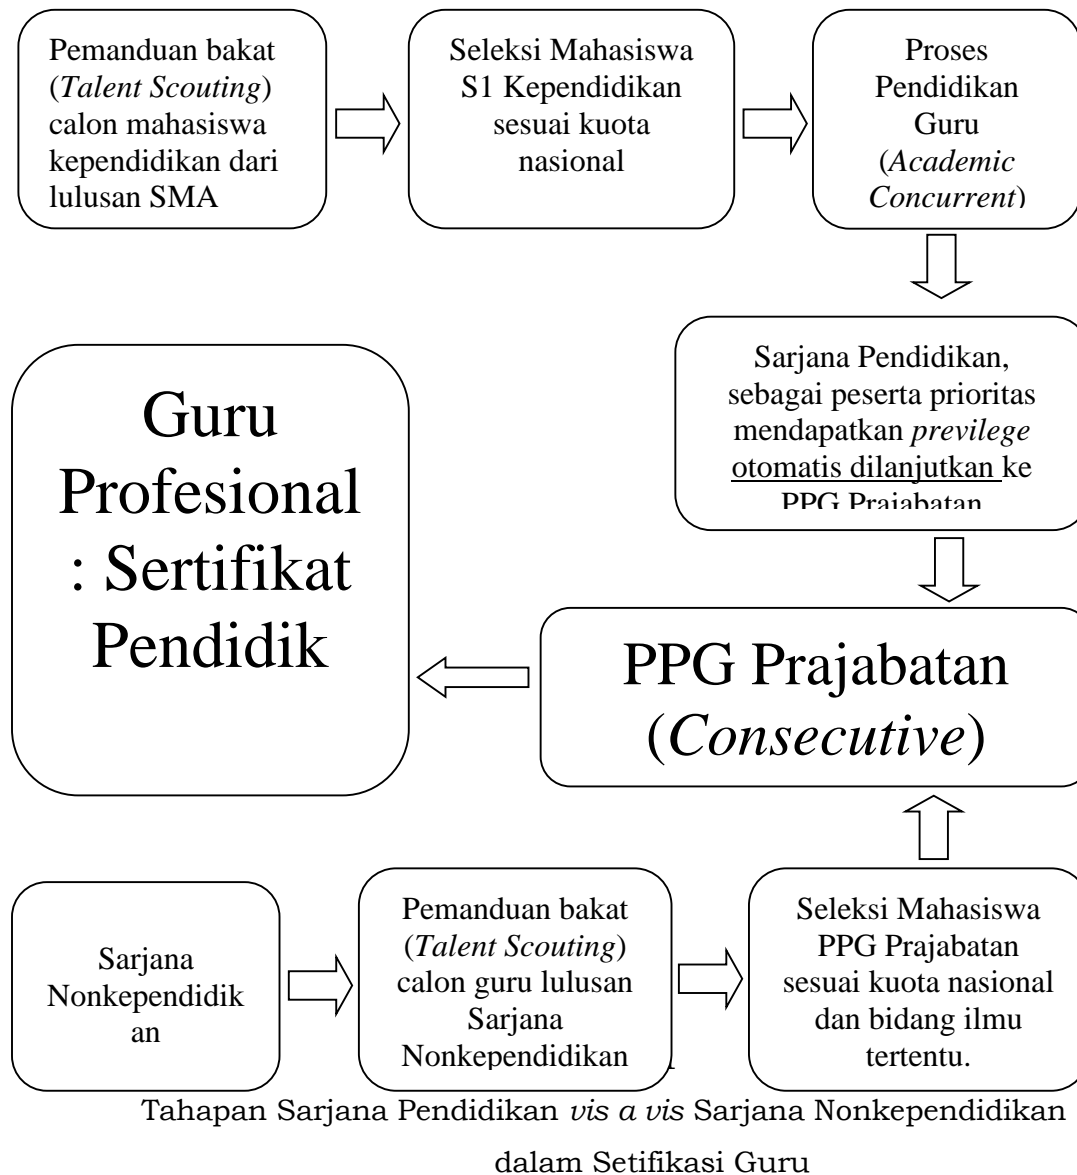 Pemanduan bakat
(Talent Scouting)
calon mahasiswa
kependidikan dari
lulusan SMA
Seleksi Mahasiswa
S1 Kependidikan
sesuai kuota
nasional
Proses
Pendidikan
Guru
(Academic
Concurrent)
Sarjana Pendidikan,
sebagai peserta prioritas
mendapatkan previlege
otomatis dilanjutkan ke
PPG Prajabatan
Guru
Profesional
: Sertifikat
Pendidik
PPG Prajabatan
(Consecutive)
Sarjana
Nonkependidik
an
Pemanduan bakat
(Talent Scouting)
calon guru lulusan
Sarjana
Nonkependidikan
Seleksi Mahasiswa
PPG Prajabatan
sesuai kuota nasional
dan bidang ilmu
tertentu.
Tahapan Sarjana Pendidikan vis a vis Sarjana Nonkependidikan
dalam Setifikasi Guru